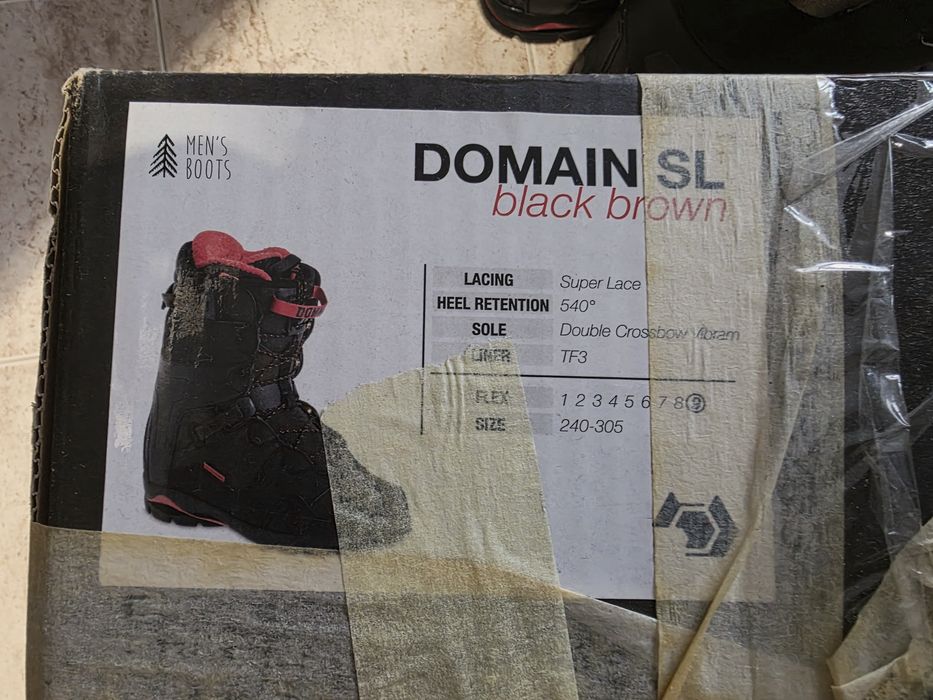 MEN'S
BOOTS
DOMAIN SL
black brown
LACING Super Lace
HEEL RETENTION 540°
SOLE Double Crossbow Vibram
LINER TF3
FLEX 1 2 3 4 5 6 7 8 9
SIZE 240-305